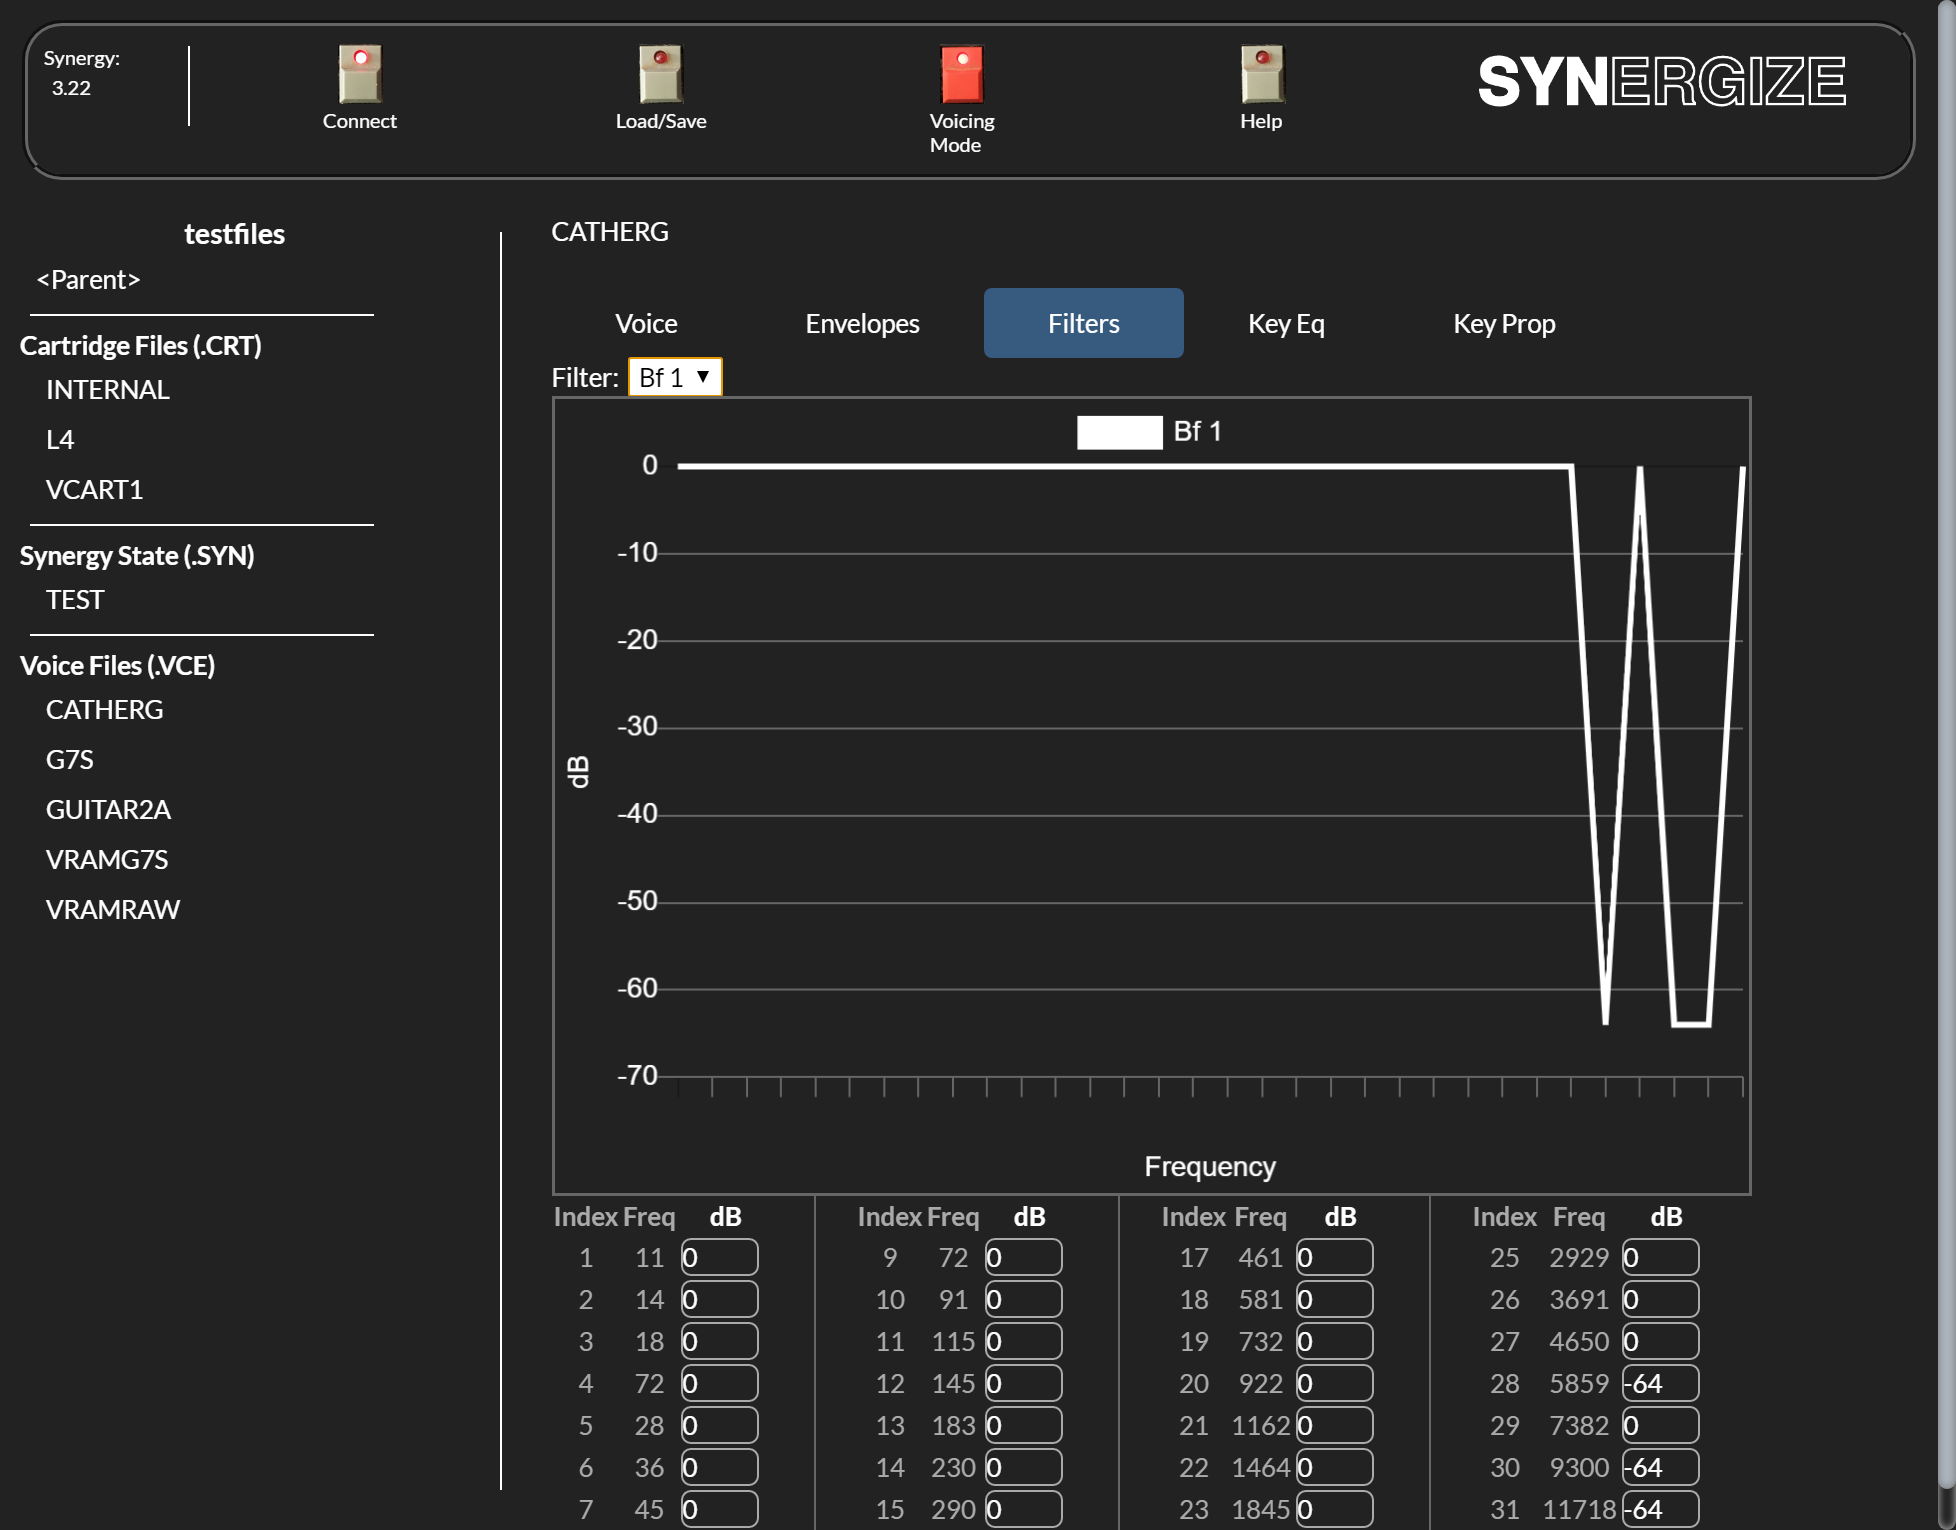 Synergy:
3.22
Connect
Load/Save
Voicing
Mode
Help
SYNERGIZE
testfiles
<Parent>
Cartridge Files (.CRT)
INTERNAL
L4
VCART1
Synergy State (.SYN)
TEST
Voice Files (.VCE)
CATHERG
G7S
GUITAR2A
VRAMG7S
VRAMRAW
CATHERG
Voice Envelopes Filters Key Eq Key Prop
Filter: Bf 1 ▼
Bf 1
0
-10
-20
-30
-40
-50
-60
-70
dB
Frequency
Index Freq dB Index Freq dB Index Freq dB Index Freq dB
1 11 0 9 72 0 17 461 0 25 2929 0
2 14 0 10 91 0 18 581 0 26 3691 0
3 18 0 11 115 0 19 732 0 27 4650 0
4 72 0 12 145 0 20 922 0 28 5859 -64
5 28 0 13 183 0 21 1162 0 29 7382 0
6 36 0 14 230 0 22 1464 0 30 9300 -64
7 45 0 15 290 0 23 1845 0 31 11718 -64